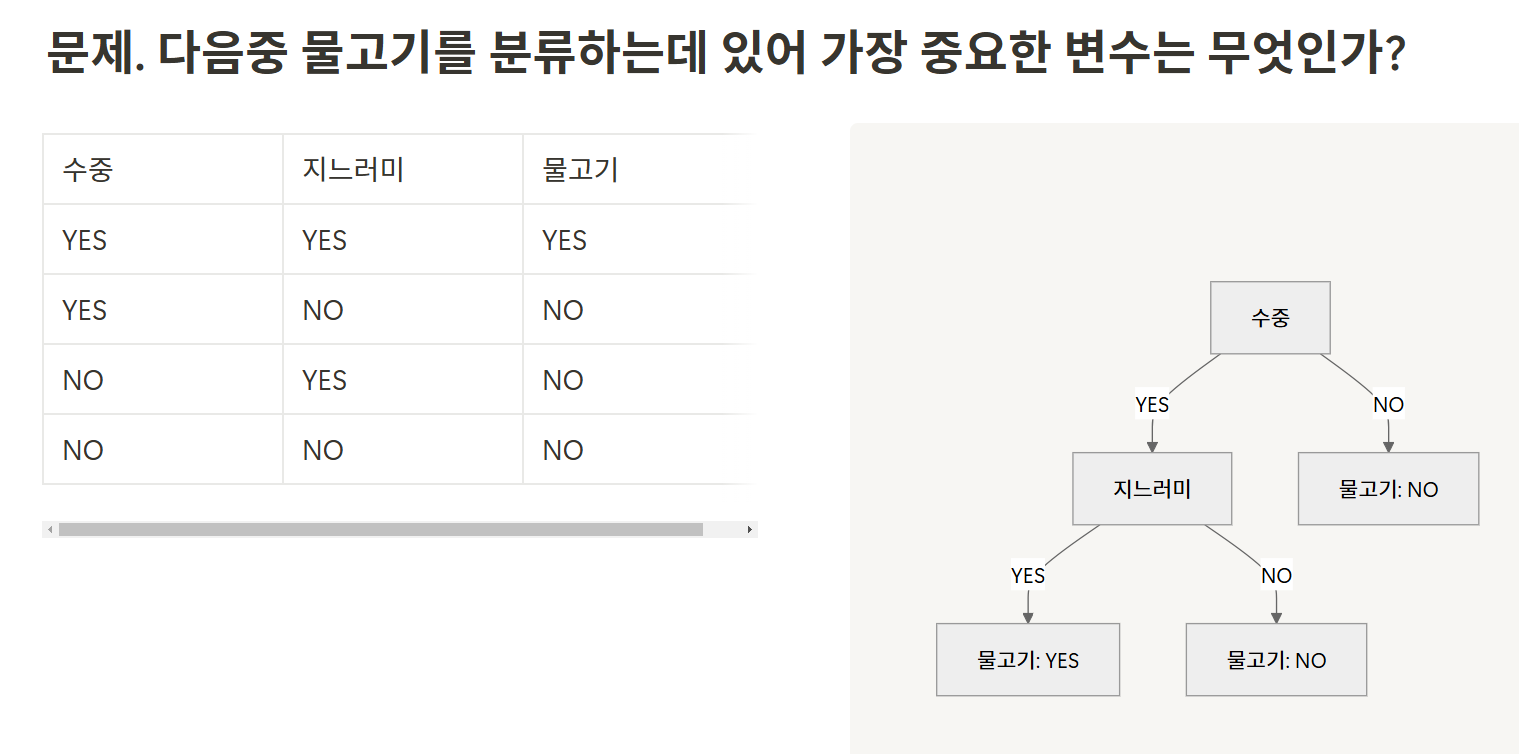 문제. 다음중 물고기를 분류하는데 있어 가장 중요한 변수는 무엇인가?
수중 지느러미 물고기
YES YES YES
YES NO NO
NO YES NO
NO NO NO
수중
YES NO
지느러미 물고기: NO
YES NO
물고기: YES 물고기: NO